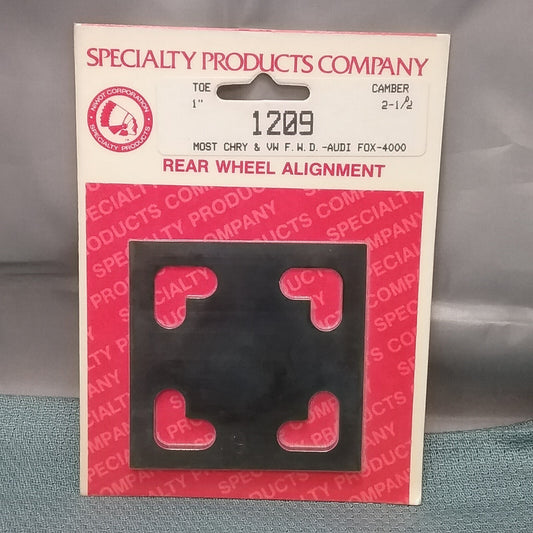 SPECIALTY PRODUCTS COMPANY
NIWOT CORPORATION
SPECIALTY PRODUCTS
TOE CAMBER
1" 2-1/2
1209
MOST CHRY & VW F.W.D.-AUDI FOX-4000
REAR WHEEL ALIGNMENT
SPECIALTY PRODUCTS COMPANY